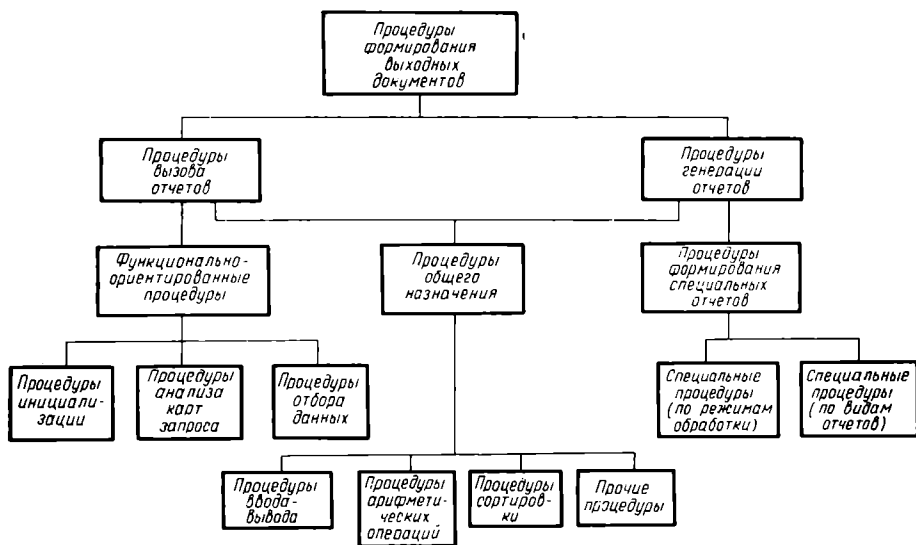 Процедуры
формирования
выходных
документов
Процедуры
вызова
отчетов
Процедуры
генерации
отчетов
Функционально-
ориентированные
процедуры
Процедуры
общего
назначения
Процедуры
формирования
специальных
отчетов
Процедуры
инициализи-
зации
Процедуры
анализа
карт
запроса
Процедуры
отбора
данных
Специальные
процедуры
(по режимам
обработки)
Специальные
процедуры
(по видам
отчетов)
Процедуры
ввода-
вывода
Процедуры
арифмети-
ческих
операций
Процедуры
сортиров-
ки
Прочие
процедуры